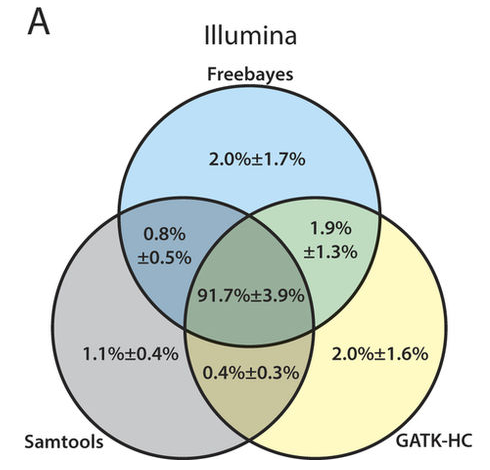 A
Illumina
Freebayes
2.0%±1.7%
0.8%
±0.5%
1.9%
±1.3%
91.7%±3.9%
1.1%±0.4%
0.4%±0.3%
2.0%±1.6%
Samtools
GATK-HC